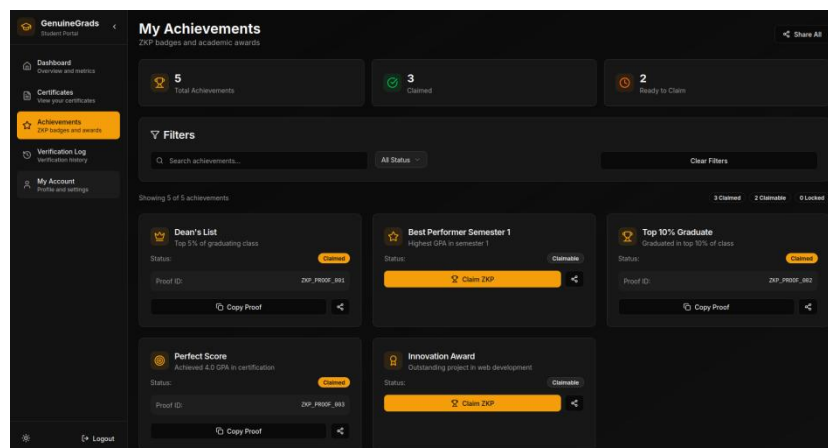 GenuineGrads
Student Portal
Dashboard
Overview and metrics
Certificates
View your certificates
Achievements
ZKP badges and awards
Verification Log
Verification history
My Account
Profile and settings
Logout
My Achievements
ZKP badges and academic awards
Share All
5
Total Achievements
3
Claimed
2
Ready to Claim
Filters
Search achievements...
All Status
Clear Filters
Showing 5 of 5 achievements
3 Claimed 2 Claimable 0 Locked
Dean's List
Top 5% of graduating class
Status: Claimed
Proof ID: ZKP_PROOF_001
Copy Proof
Best Performer Semester 1
Highest GPA in semester 1
Status: Claimable
Claim ZKP
Top 10% Graduate
Graduated in top 10% of class
Status: Claimed
Proof ID: ZKP_PROOF_002
Copy Proof
Perfect Score
Achieved 4.0 GPA in certification
Status: Claimed
Proof ID: ZKP_PROOF_003
Copy Proof
Innovation Award
Outstanding project in web development
Status: Claimable
Claim ZKP